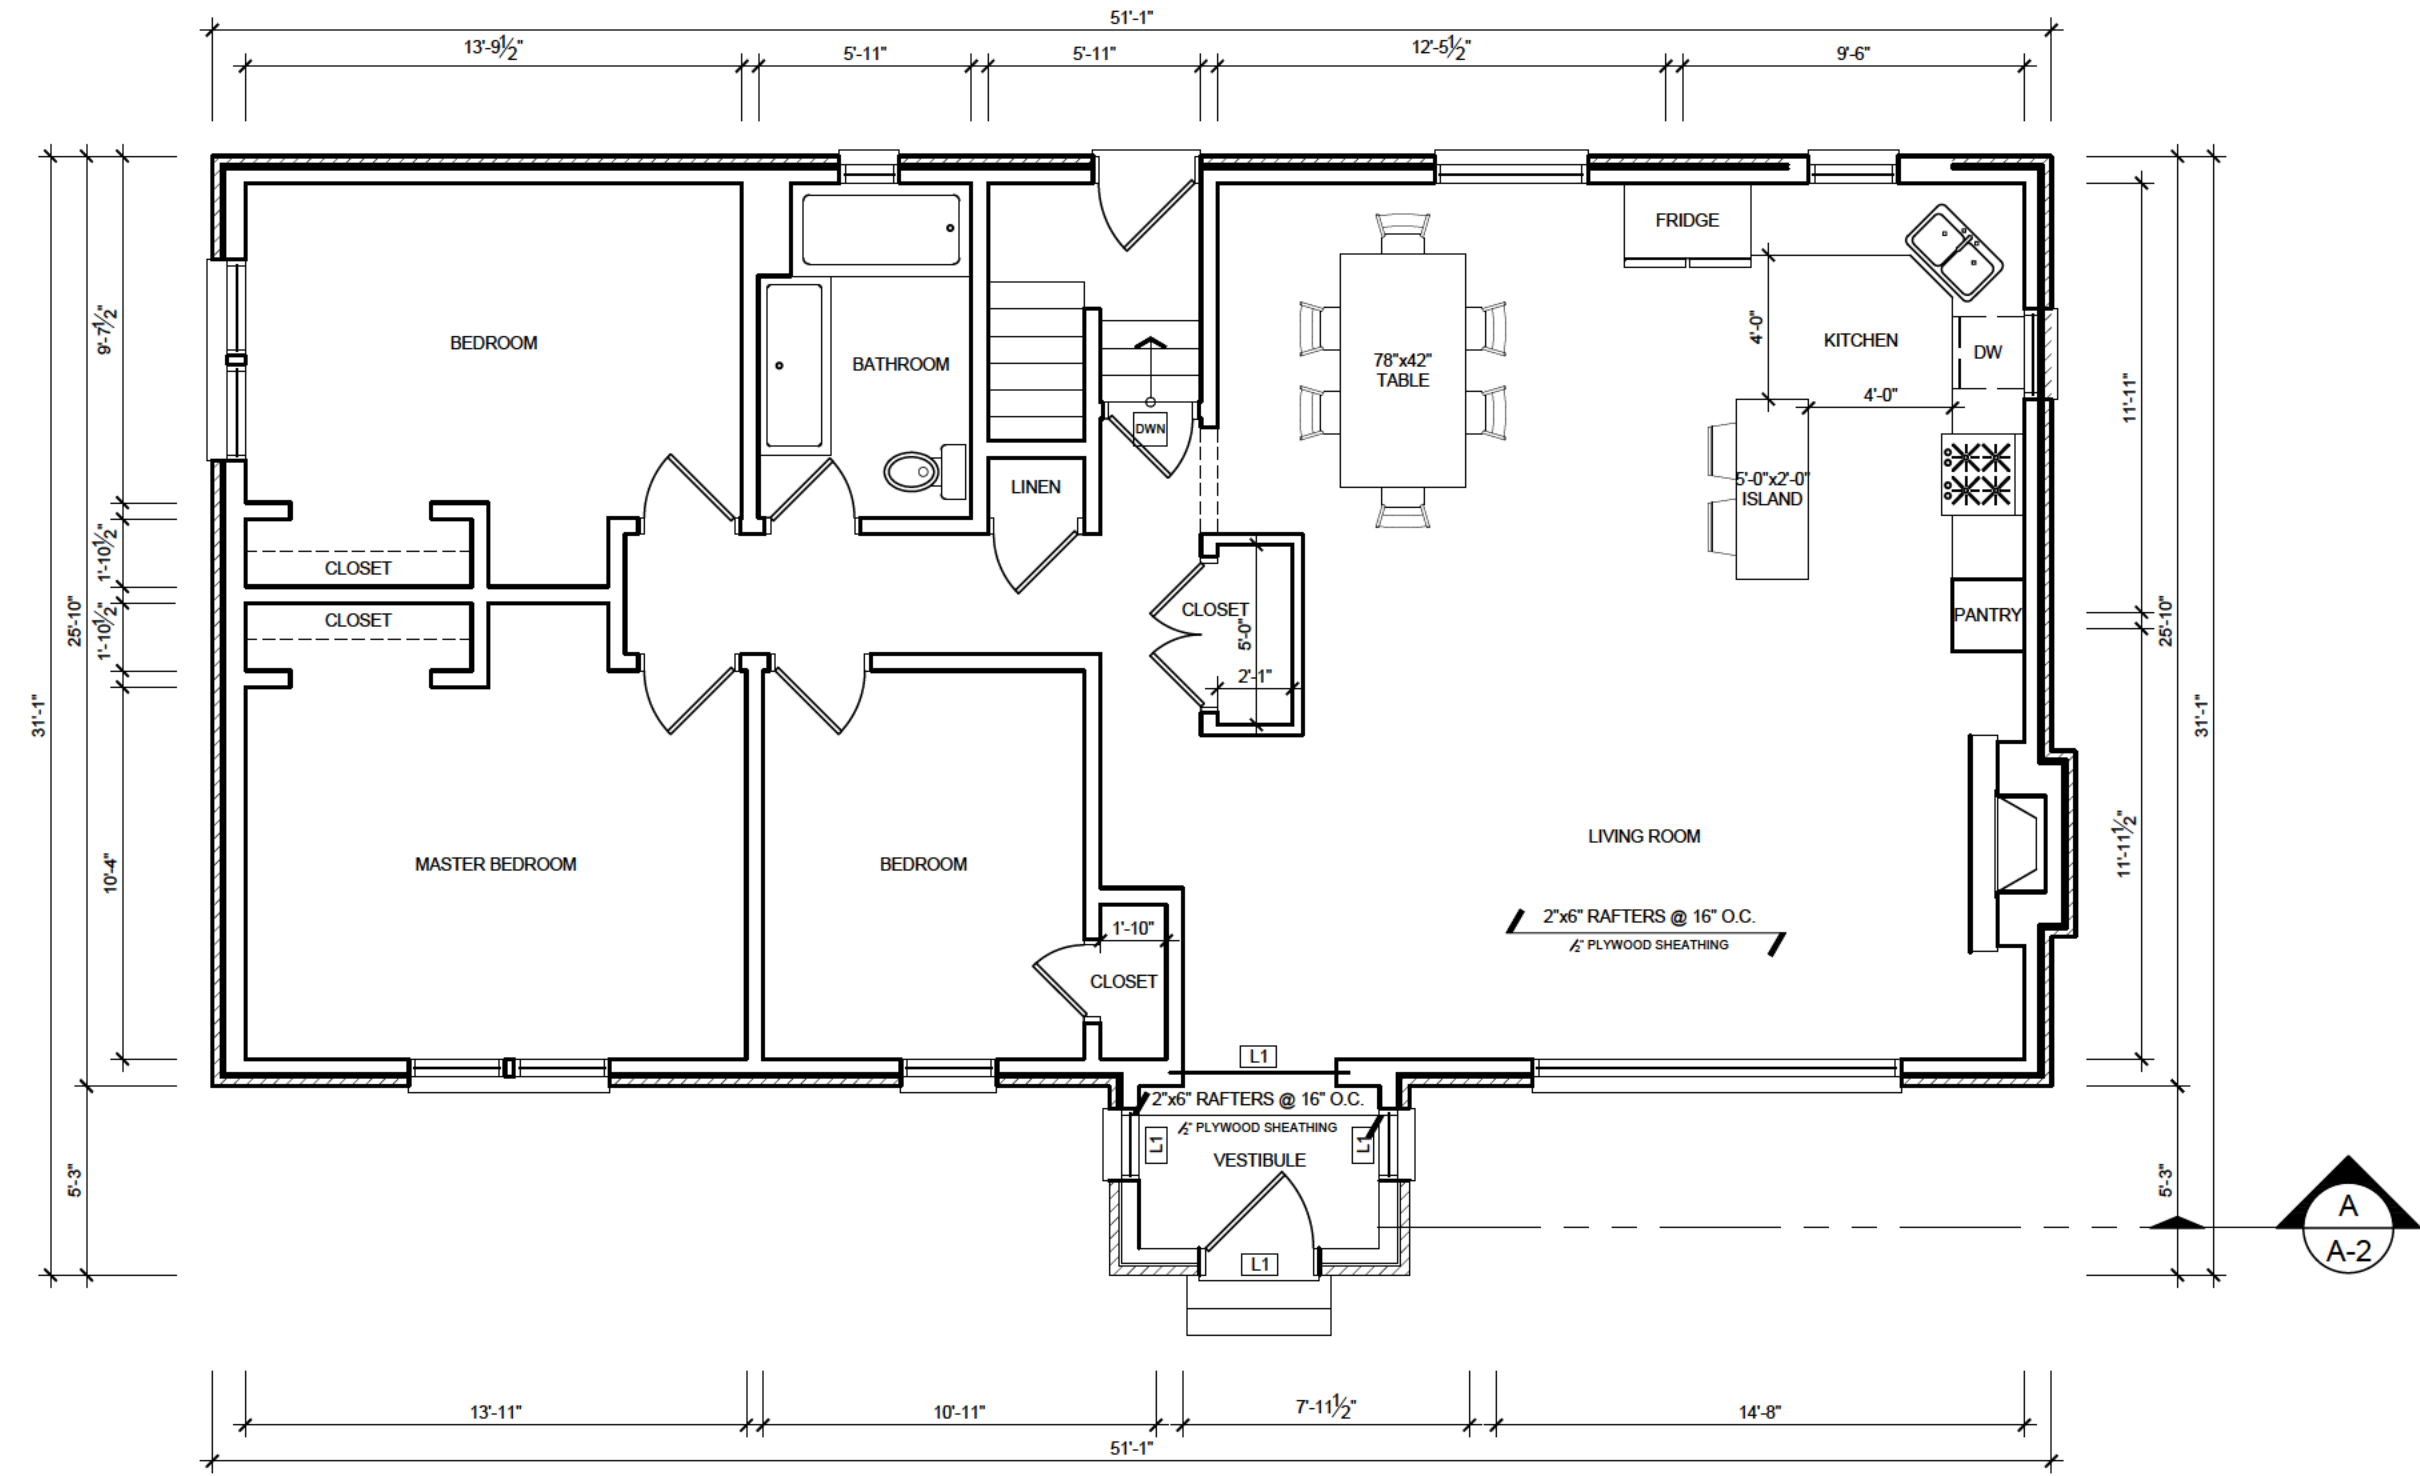 51'-1"
13'-9½"
5'-11"
5'-11"
12'-5½"
9'-6"
FRIDGE
BEDROOM
BATHROOM
78"x42"
TABLE
4'-0"
KITCHEN
DW
4'-0"
DWN
LINEN
5'-0"x2'-0"
ISLAND
CLOSET
CLOSET
CLOSET
5'-0"
2'-1"
PANTRY
9'-7½"
1'-10½"
1'-10½"
25'-10"
31'-1"
10'-4"
5'-3"
11'-11"
25'-10"
31'-1"
11'-11½"
5'-3"
MASTER BEDROOM
BEDROOM
LIVING ROOM
1'-10"
CLOSET
2"x6" RAFTERS @ 16" O.C.
½" PLYWOOD SHEATHING
L1
2"x6" RAFTERS @ 16" O.C.
½" PLYWOOD SHEATHING
L1
L1
VESTIBULE
L1
A
A-2
13'-11"
10'-11"
7'-11½"
14'-8"
51'-1"